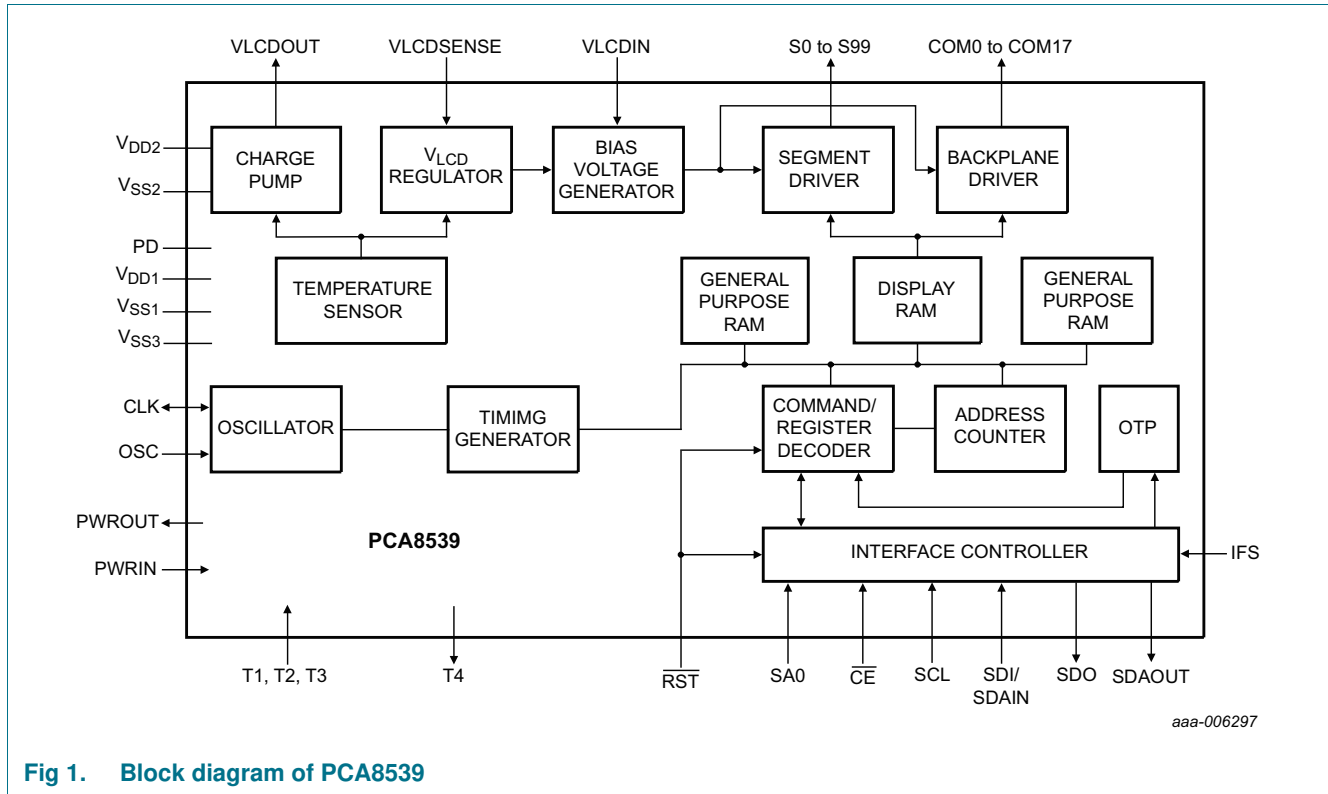 VLCDOUT VLCDSENSE VLCDIN S0 to S99 COM0 to COM17
VDD2
VSS2
CHARGE
PUMP
VLCD
REGULATOR
BIAS
VOLTAGE
GENERATOR
SEGMENT
DRIVER
BACKPLANE
DRIVER
PD
VDD1
VSS1
VSS3
TEMPERATURE
SENSOR
GENERAL
PURPOSE
RAM
DISPLAY
RAM
GENERAL
PURPOSE
RAM
CLK
OSC
OSCILLATOR
TIMIMG
GENERATOR
COMMAND/
REGISTER
DECODER
ADDRESS
COUNTER
OTP
PWROUT
PWRIN
PCA8539
INTERFACE CONTROLLER
IFS
T1, T2, T3 T4 RST SA0 CE SCL SDI/
SDAIN
SDO SDAOUT
aaa-006297
Fig 1. Block diagram of PCA8539